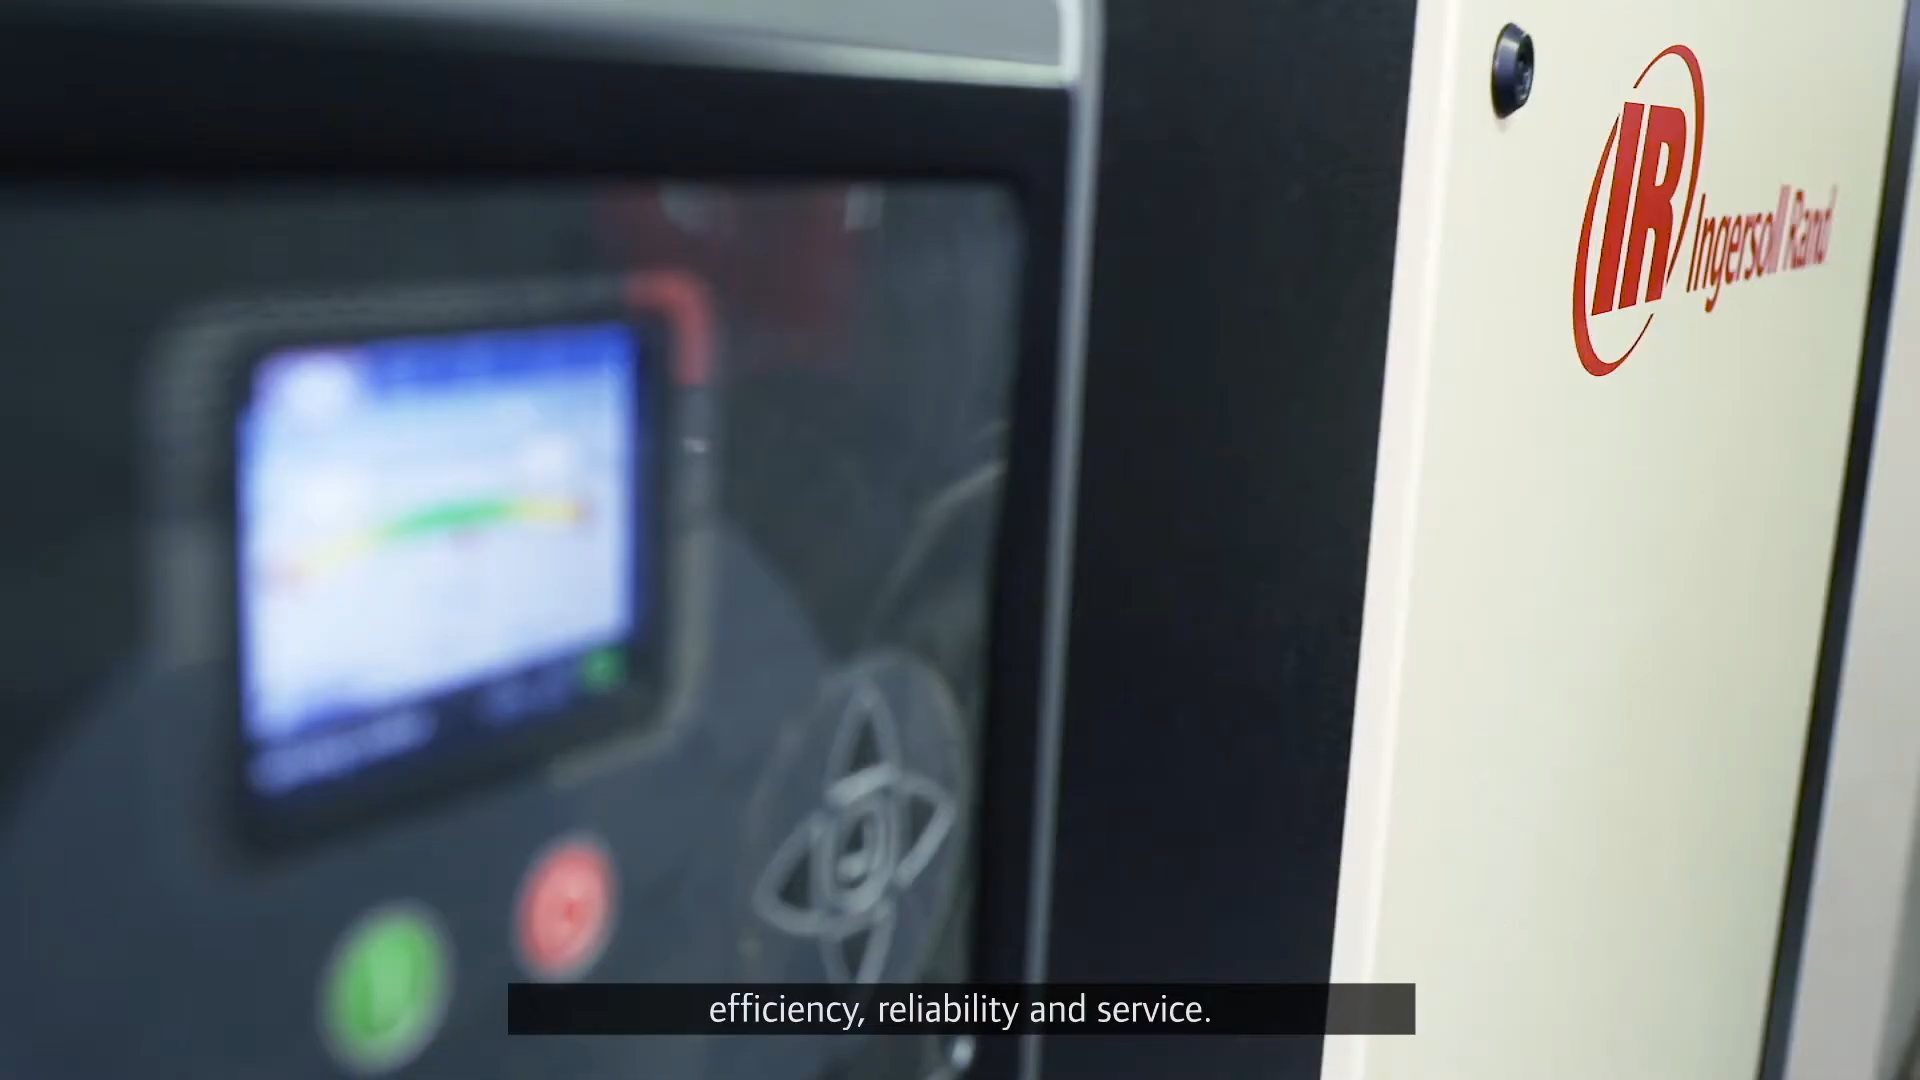 IR
Ingersoll Rand
efficiency, reliability and service.